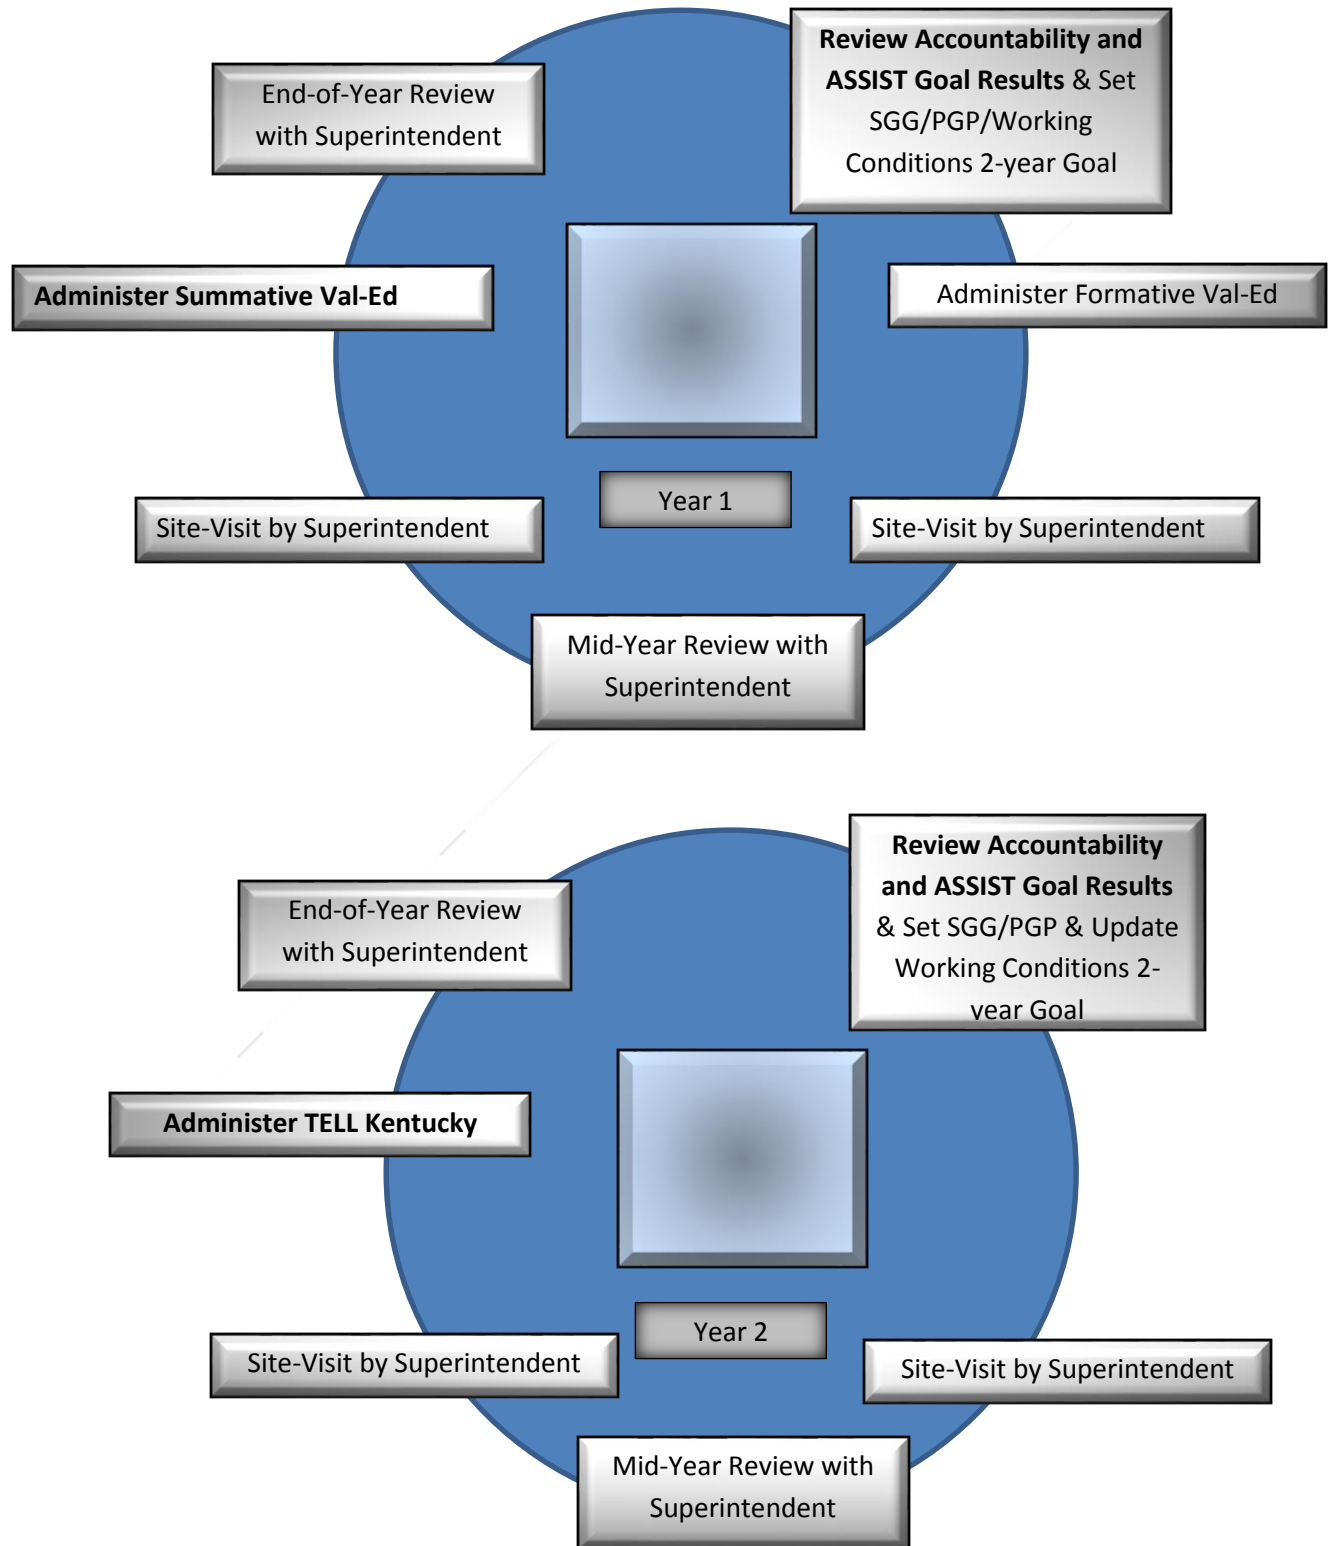 Review Accountability and
ASSIST Goal Results & Set
SGG/PGP/Working
Conditions 2-year Goal
End-of-Year Review
with Superintendent
Administer Summative Val-Ed
Administer Formative Val-Ed
Year 1
Site-Visit by Superintendent
Site-Visit by Superintendent
Mid-Year Review with
Superintendent
Review Accountability
and ASSIST Goal Results
& Set SGG/PGP & Update
Working Conditions 2-
year Goal
End-of-Year Review
with Superintendent
Administer TELL Kentucky
Year 2
Site-Visit by Superintendent
Site-Visit by Superintendent
Mid-Year Review with
Superintendent